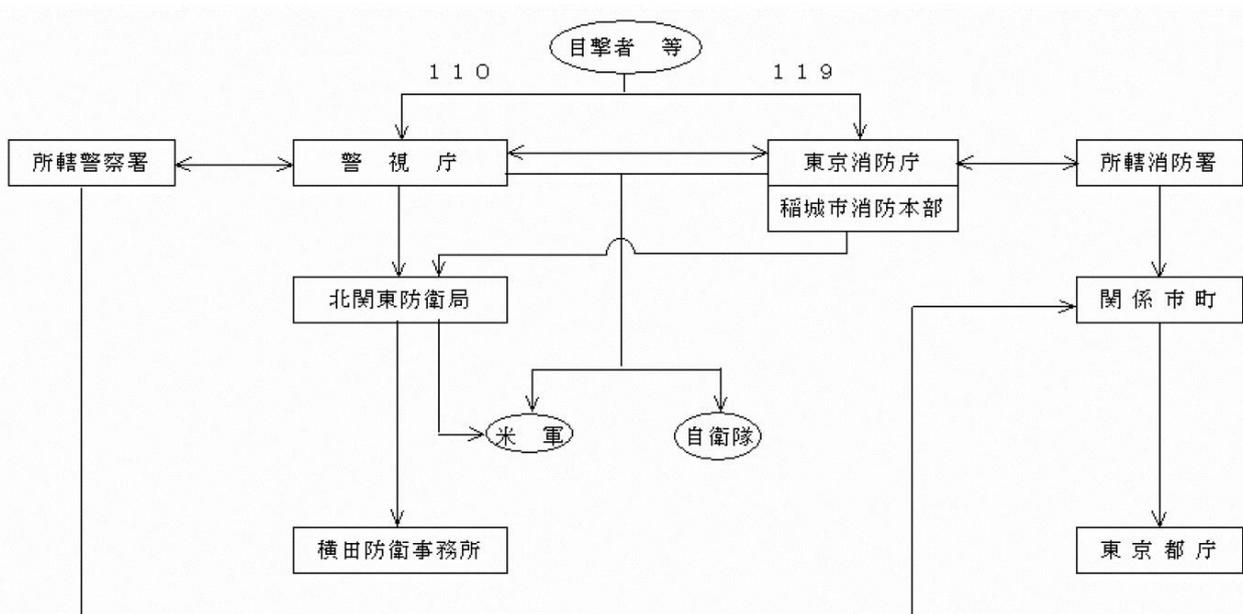 目撃者 等
１１０
１１９
所轄警察署
警視庁
東京消防庁
所轄消防署
稲城市消防本部
北関東防衛局
関係市町
米軍
自衛隊
横田防衛事務所
東京都庁